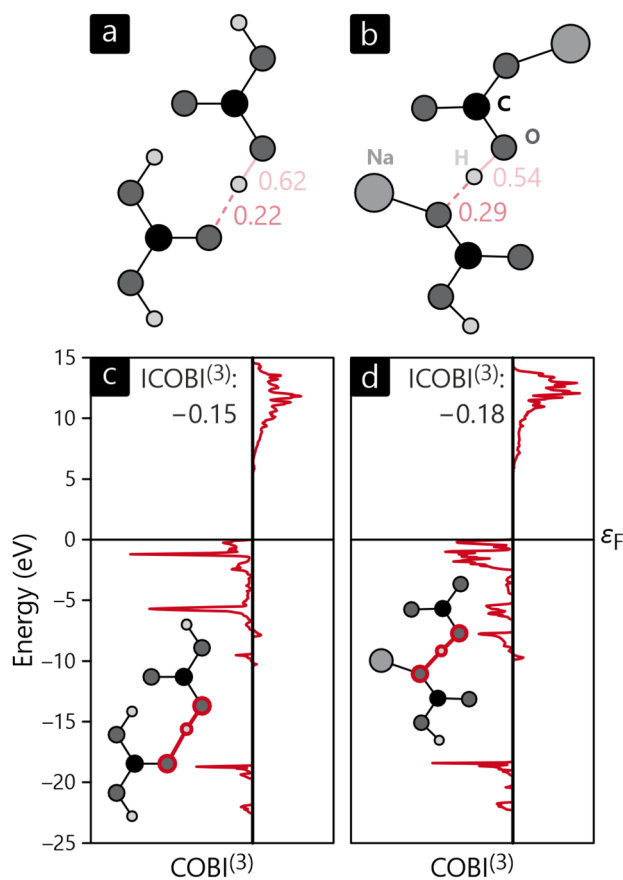 a
b
C
O
Na
H
0.62
0.54
0.22
0.29
c
ICOBI⁽³⁾:
−0.15
d
ICOBI⁽³⁾:
−0.18
15
10
5
0
−5
−10
−15
−20
−25
Energy (eV)
εF
COBI⁽³⁾
COBI⁽³⁾